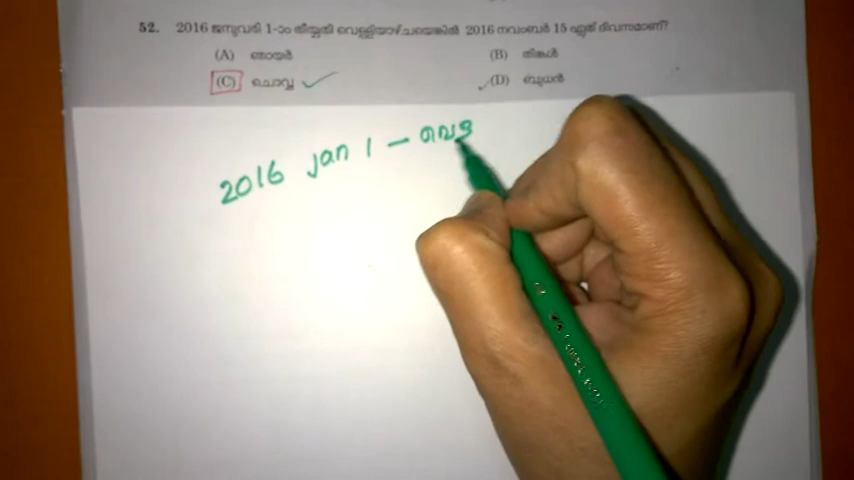 52. 2016 ജനുവരി 1-ാം തീയ്യതി വെള്ളിയാഴ്ചയെങ്കിൽ 2016 നവംബർ 15 ഏത് ദിവസമാണ്?
(A) ഞായർ (B) തിങ്കൾ
(C) ചൊവ്വ (D) ബുധൻ
2016 Jan 1 –